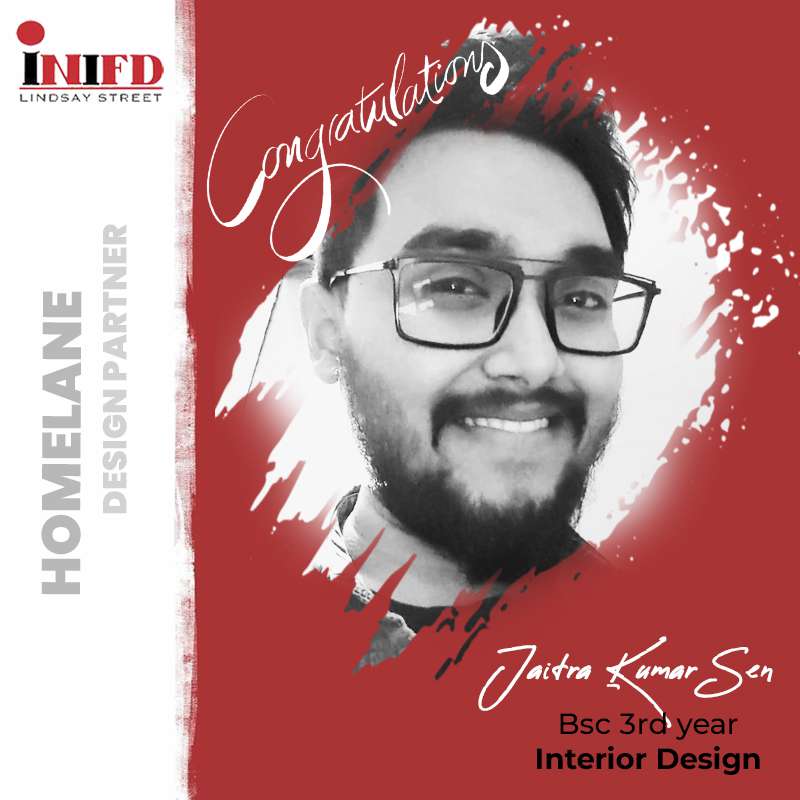 INIFD
LINDSAY STREET
Congratulations
HOMELANE
DESIGN PARTNER
Jaitra Kumar Sen
Bsc 3rd year
Interior Design